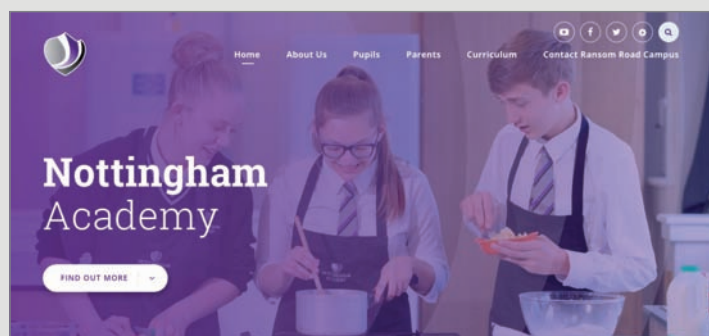 Home About Us Pupils Parents Curriculum Contact Ransom Road Campus
Nottingham
Academy
FIND OUT MORE